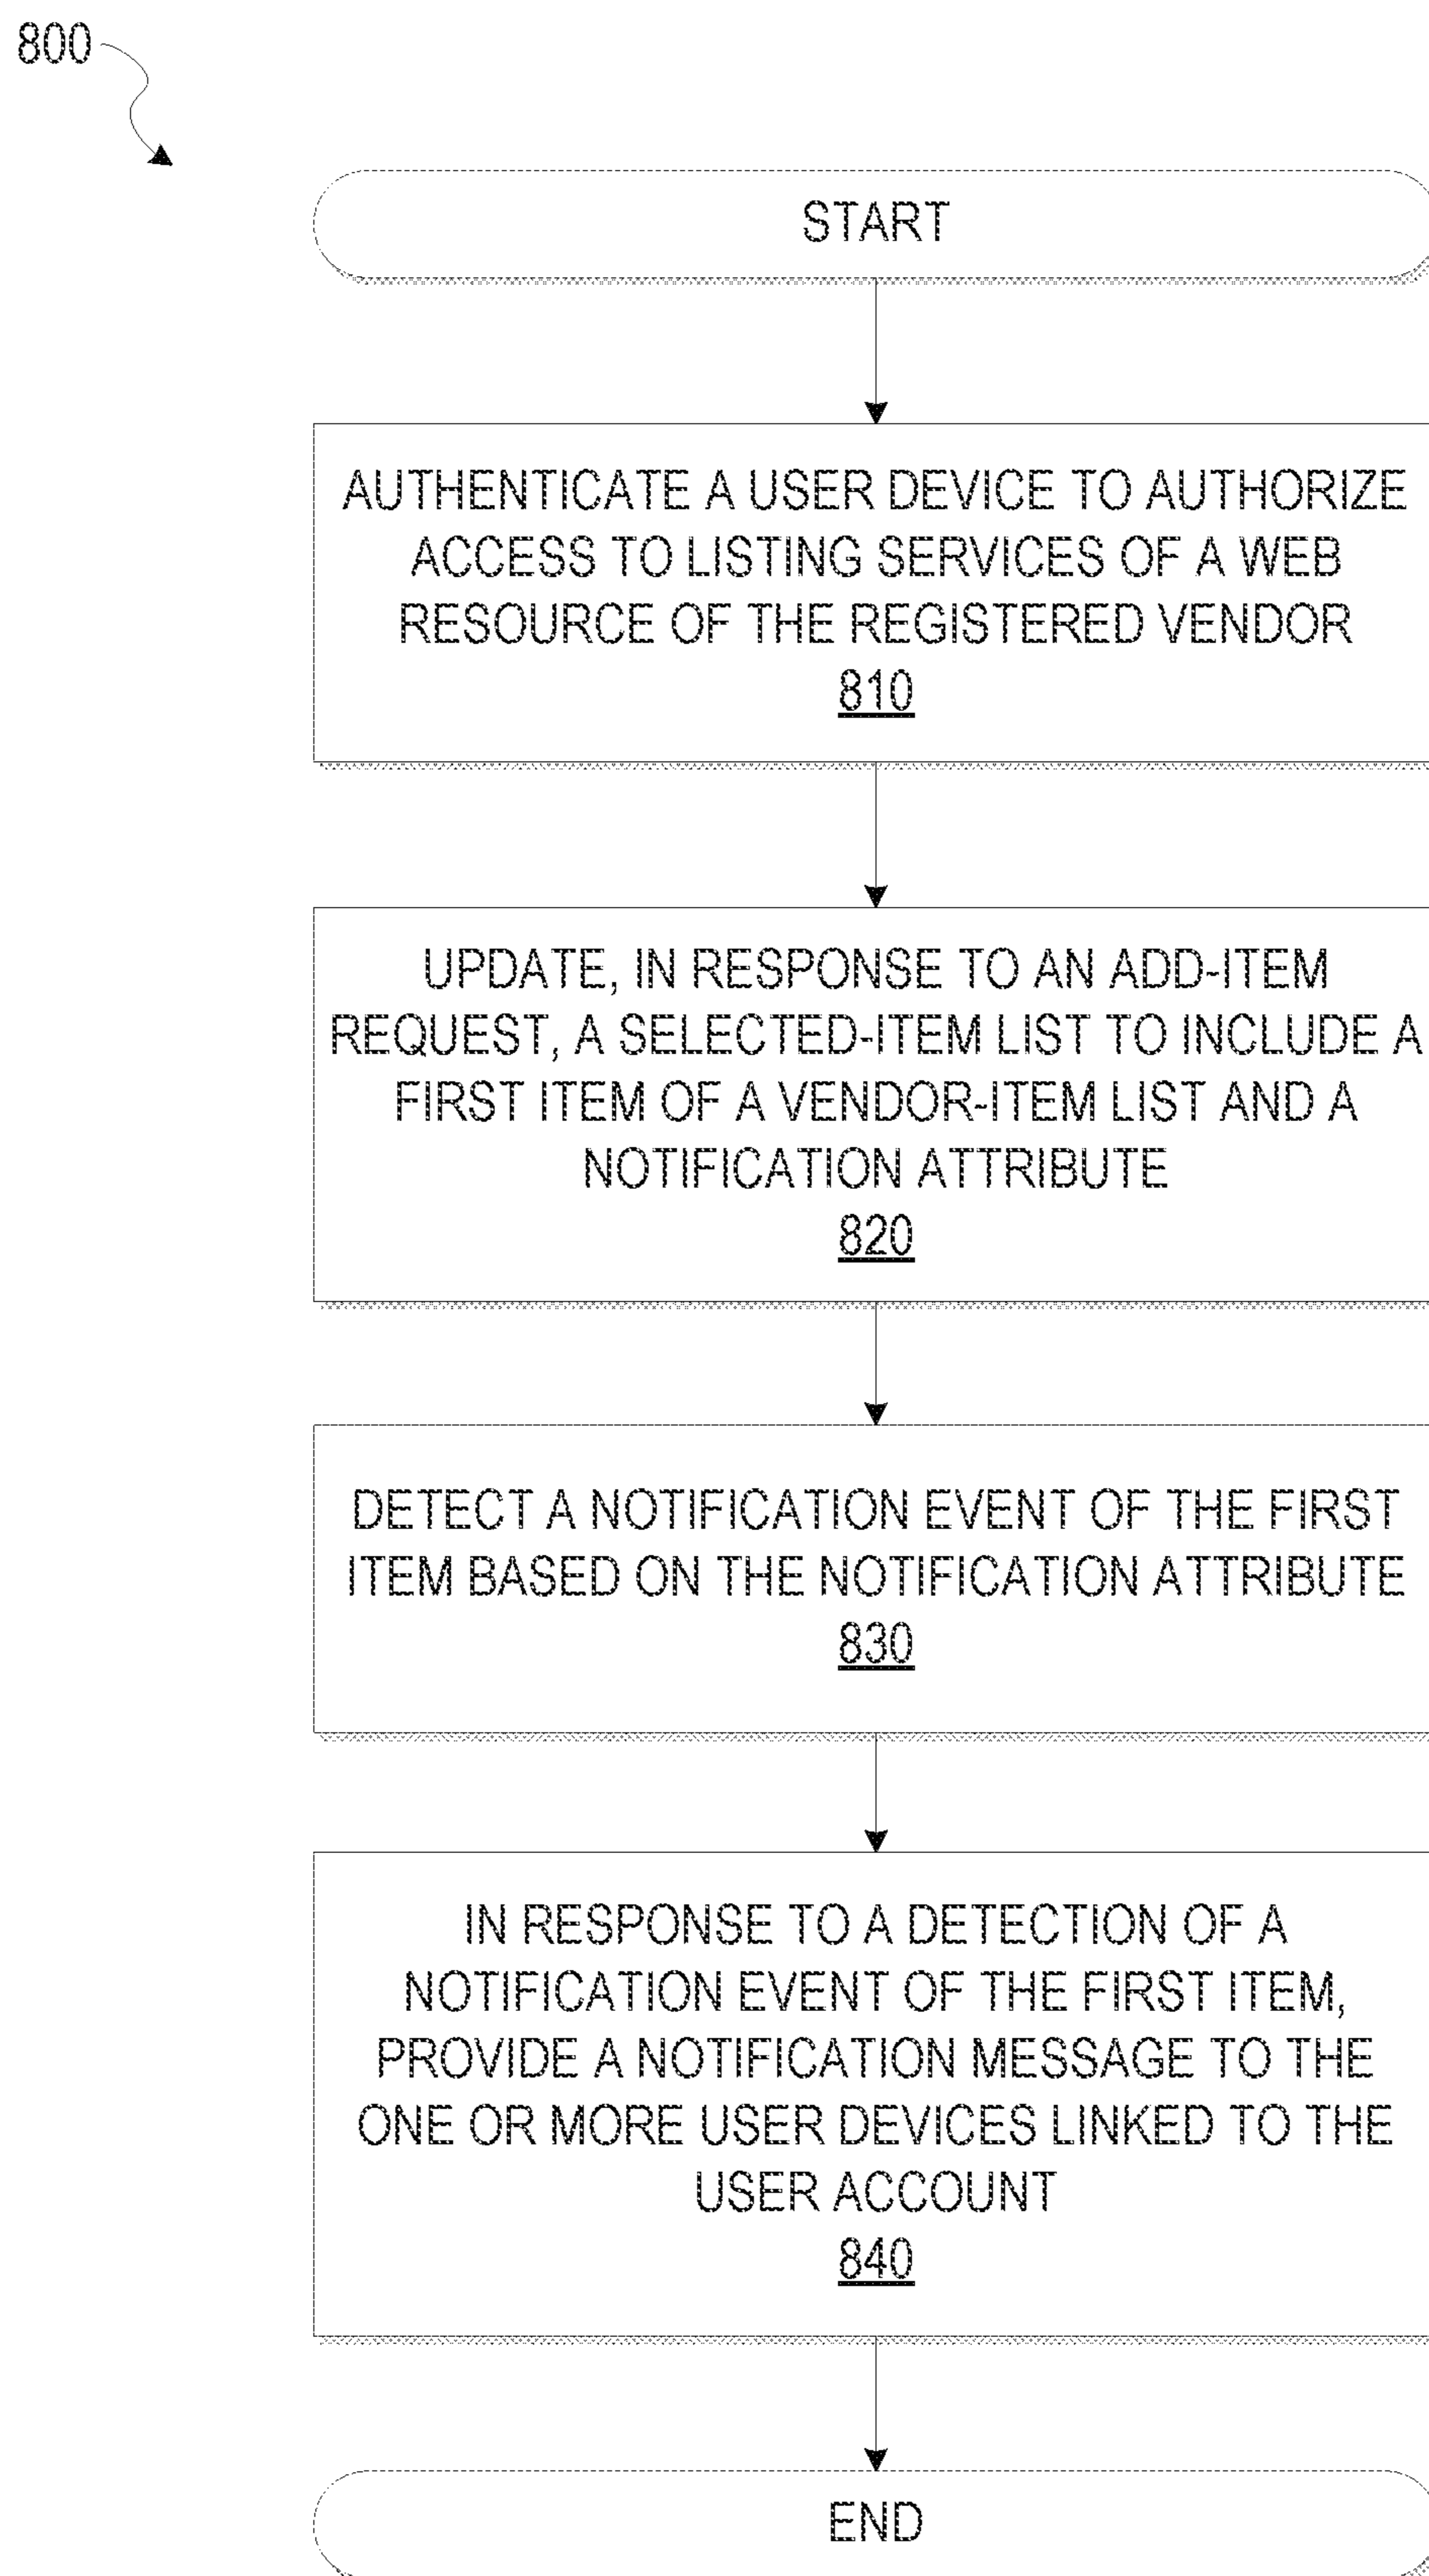 800
START
AUTHENTICATE A USER DEVICE TO AUTHORIZE
ACCESS TO LISTING SERVICES OF A WEB
RESOURCE OF THE REGISTERED VENDOR
810
UPDATE, IN RESPONSE TO AN ADD-ITEM
REQUEST, A SELECTED-ITEM LIST TO INCLUDE A
FIRST ITEM OF A VENDOR-ITEM LIST AND A
NOTIFICATION ATTRIBUTE
820
DETECT A NOTIFICATION EVENT OF THE FIRST
ITEM BASED ON THE NOTIFICATION ATTRIBUTE
830
IN RESPONSE TO A DETECTION OF A
NOTIFICATION EVENT OF THE FIRST ITEM,
PROVIDE A NOTIFICATION MESSAGE TO THE
ONE OR MORE USER DEVICES LINKED TO THE
USER ACCOUNT
840
END